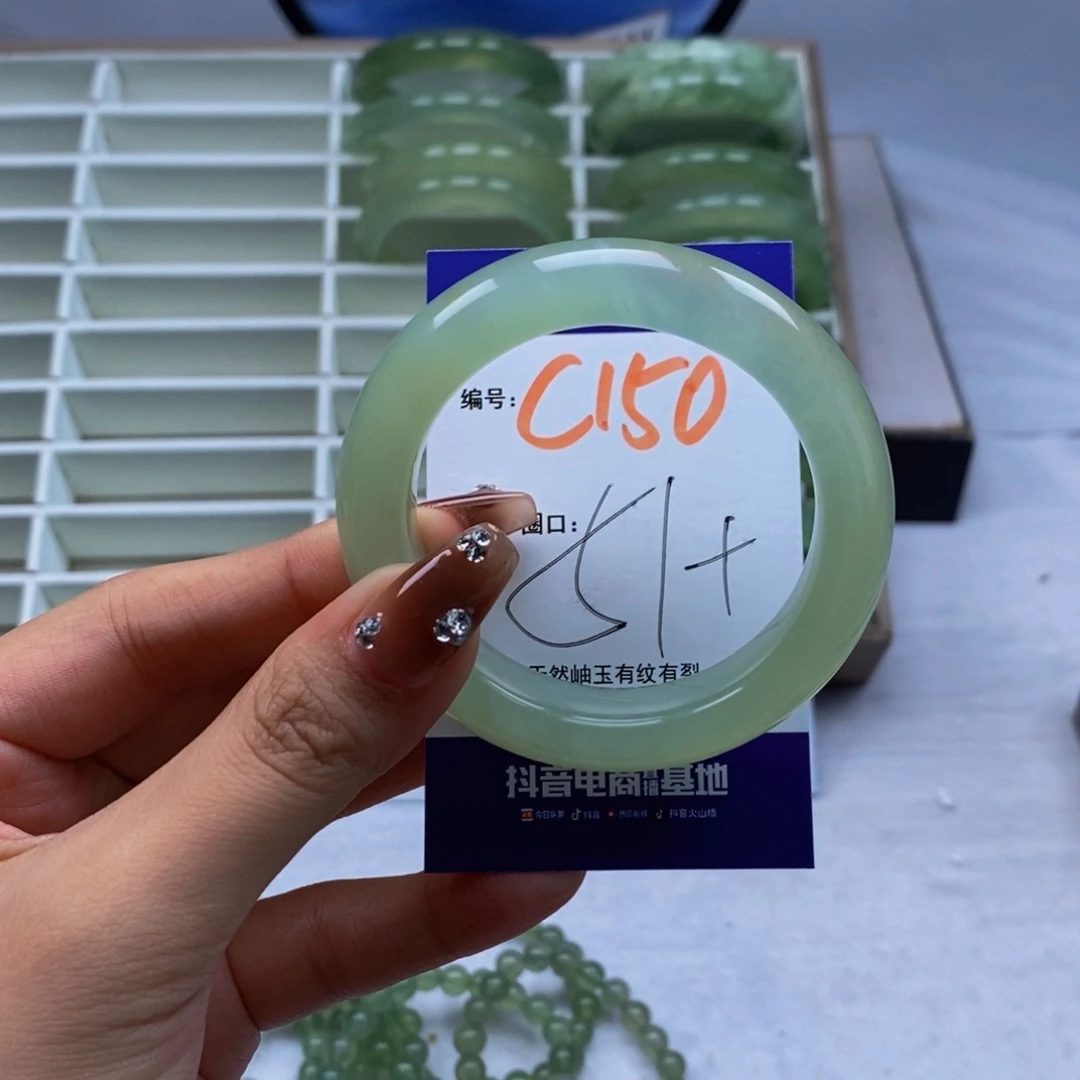 编号: C150
圈口: 51+
天然岫玉有纹有裂
抖音电商直播基地
今日头条 抖音 西瓜视频 抖音火山版